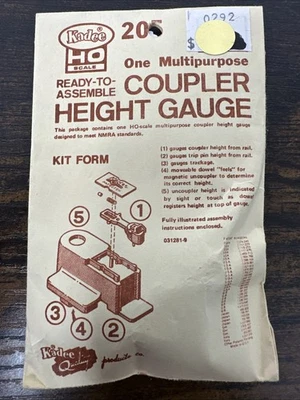 Kadee
HO
SCALE
205
0292
$
One Multipurpose
READY-TO-
ASSEMBLE
COUPLER
HEIGHT GAUGE
This package contains one HO-scale multipurpose coupler height gauge
designed to meet NMRA standards.
KIT FORM
(1) gauges coupler height from rail.
(2) gauges trip pin height from rail.
(3) gauges trackage.
(4) moveable dowel "feels" for
magnetic uncoupler to determine
its correct height.
(5) uncoupler height is indicated
by sight or touch as dowel
registers height at top of gauge.
Fully illustrated assembly
instructions enclosed.
031281-S
5
1
3
4
2
Kadee
Quality
products co.